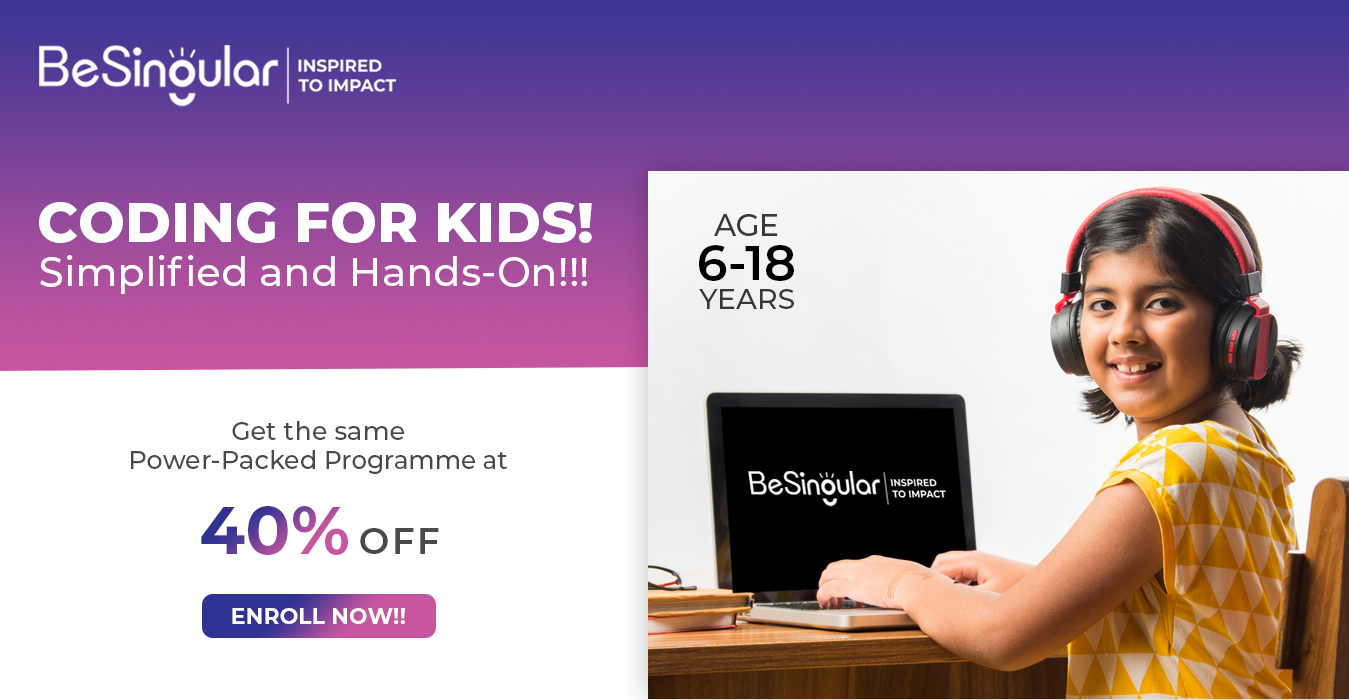 BeSingular
INSPIRED
TO IMPACT
CODING FOR KIDS!
Simplified and Hands-On!!!
AGE
6-18
YEARS
Get the same
Power-Packed Programme at
40% OFF
ENROLL NOW!!
BeSingular
INSPIRED
TO IMPACT